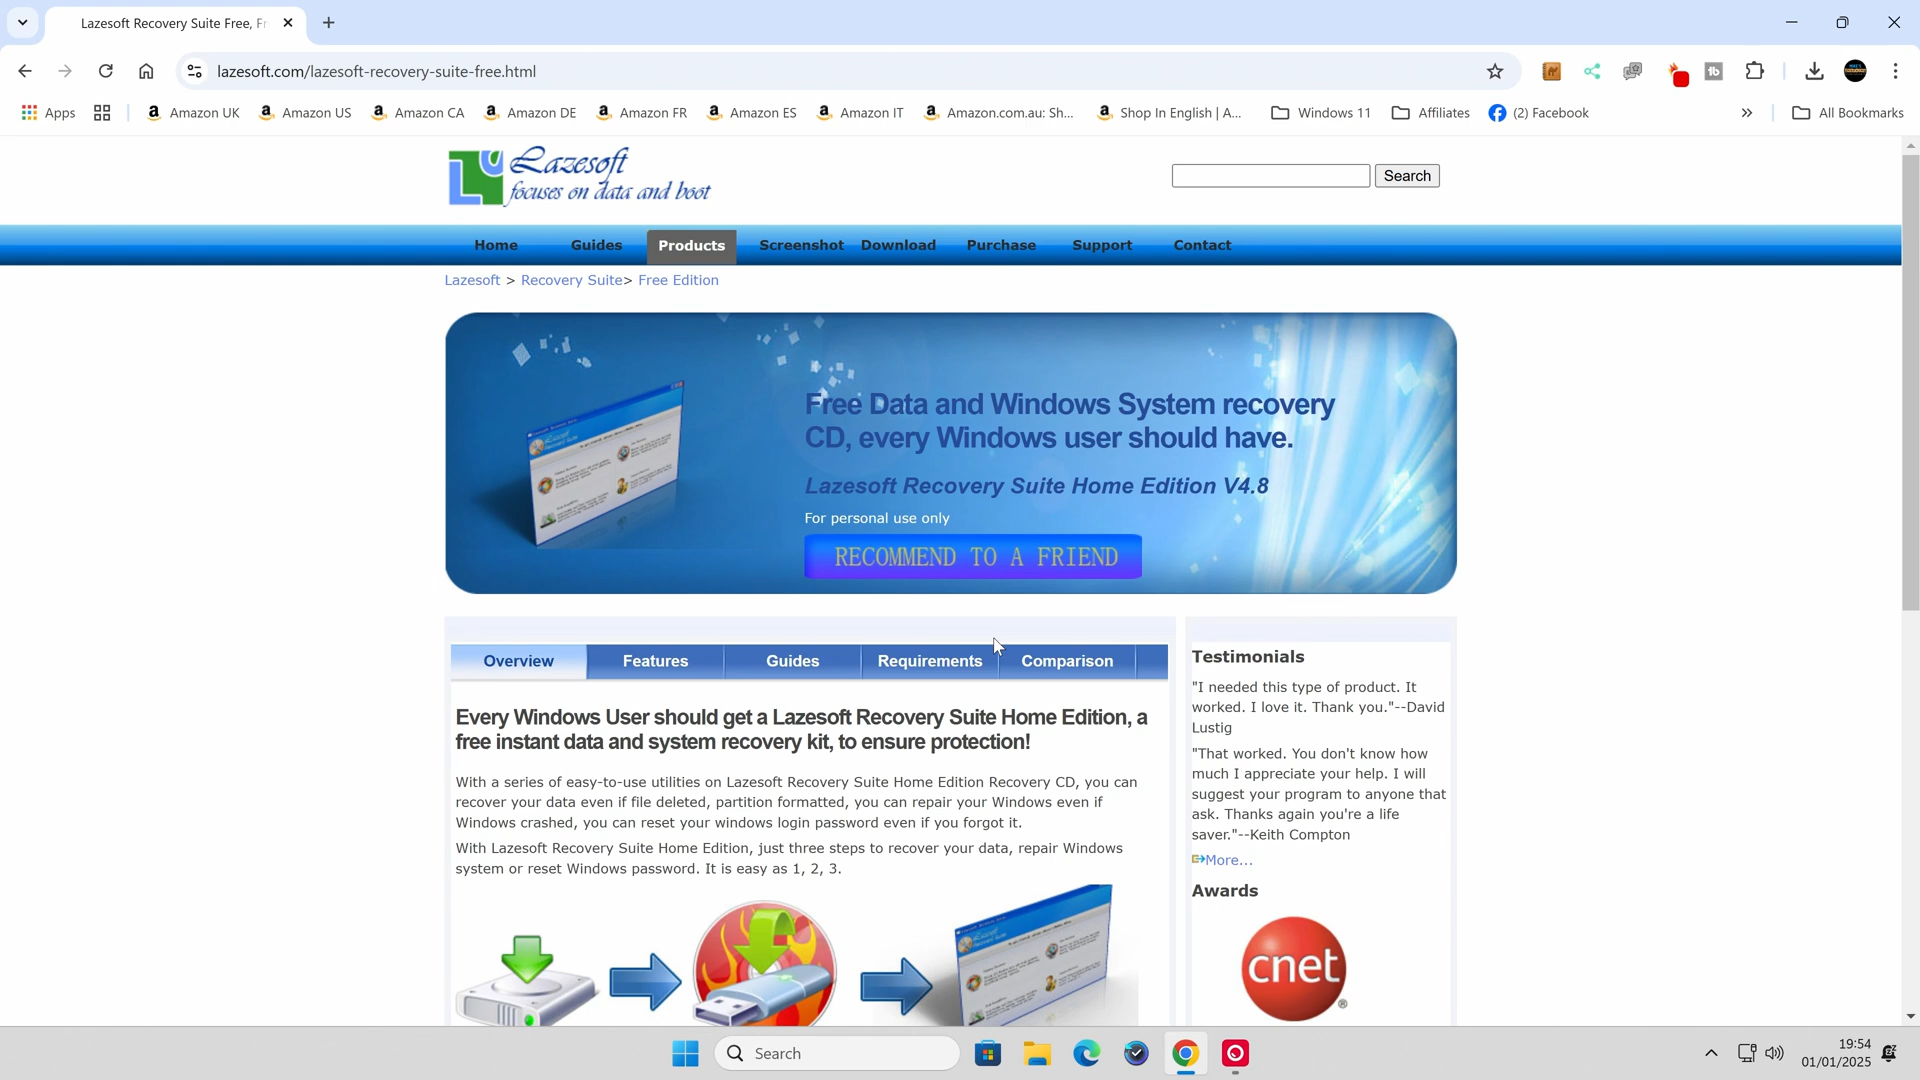 Lazesoft Recovery Suite Free, Fr
lazesoft.com/lazesoft-recovery-suite-free.html
Apps
Amazon UK
Amazon US
Amazon CA
Amazon DE
Amazon FR
Amazon ES
Amazon IT
Amazon.com.au: Sh...
Shop In English | A...
Windows 11
Affiliates
(2) Facebook
All Bookmarks
Lazesoft
focuses on data and boot
Search
Home Guides Products Screenshot Download Purchase Support Contact
Lazesoft > Recovery Suite> Free Edition
Free Data and Windows System recovery
CD, every Windows user should have.
Lazesoft Recovery Suite Home Edition V4.8
For personal use only
RECOMMEND TO A FRIEND
Overview Features Guides Requirements Comparison
Every Windows User should get a Lazesoft Recovery Suite Home Edition, a
free instant data and system recovery kit, to ensure protection!
With a series of easy-to-use utilities on Lazesoft Recovery Suite Home Edition Recovery CD, you can
recover your data even if file deleted, partition formatted, you can repair your Windows even if
Windows crashed, you can reset your windows login password even if you forgot it.
With Lazesoft Recovery Suite Home Edition, just three steps to recover your data, repair Windows
system or reset Windows password. It is easy as 1, 2, 3.
Testimonials
"I needed this type of product. It
worked. I love it. Thank you."--David
Lustig
"That worked. You don't know how
much I appreciate your help. I will
suggest your program to anyone that
ask. Thanks again you're a life
saver."--Keith Compton
More...
Awards
cnet
Search
19:54
01/01/2025